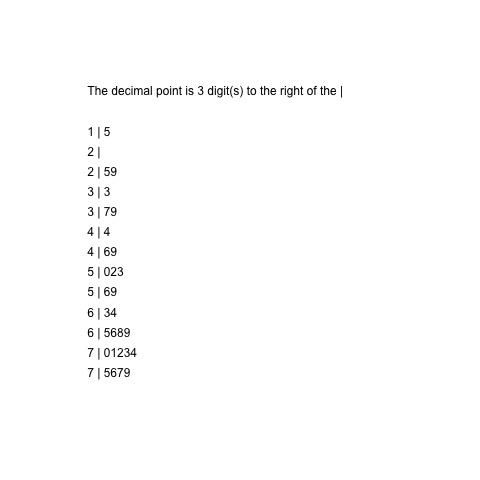 The decimal point is 3 digit(s) to the right of the |
1 | 5
2 |
2 | 59
3 | 3
3 | 79
4 | 4
4 | 69
5 | 023
5 | 69
6 | 34
6 | 5689
7 | 01234
7 | 5679